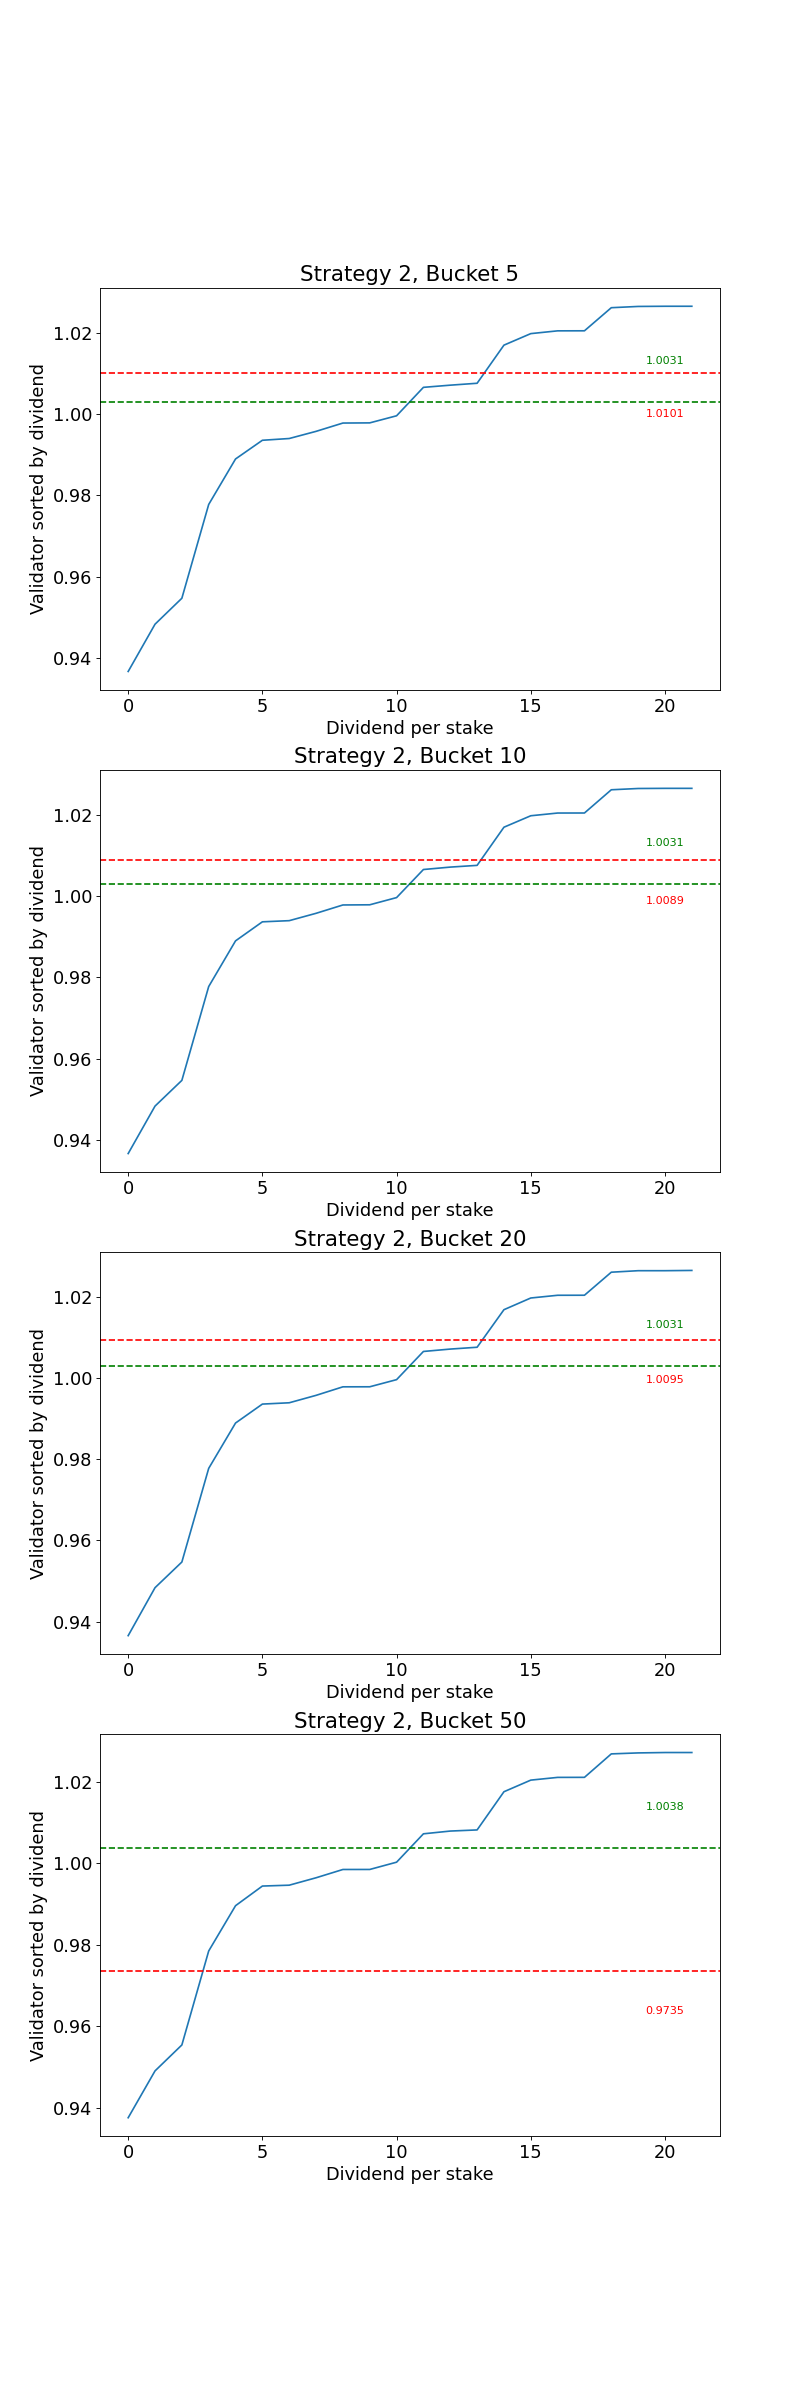 Strategy 2, Bucket 5
Validator sorted by dividend
1.02
1.00
0.98
0.96
0.94
1.0031
1.0101
0 5 10 15 20
Dividend per stake
Strategy 2, Bucket 10
Validator sorted by dividend
1.02
1.00
0.98
0.96
0.94
1.0031
1.0089
0 5 10 15 20
Dividend per stake
Strategy 2, Bucket 20
Validator sorted by dividend
1.02
1.00
0.98
0.96
0.94
1.0031
1.0095
0 5 10 15 20
Dividend per stake
Strategy 2, Bucket 50
Validator sorted by dividend
1.02
1.00
0.98
0.96
0.94
1.0038
0.9735
0 5 10 15 20
Dividend per stake